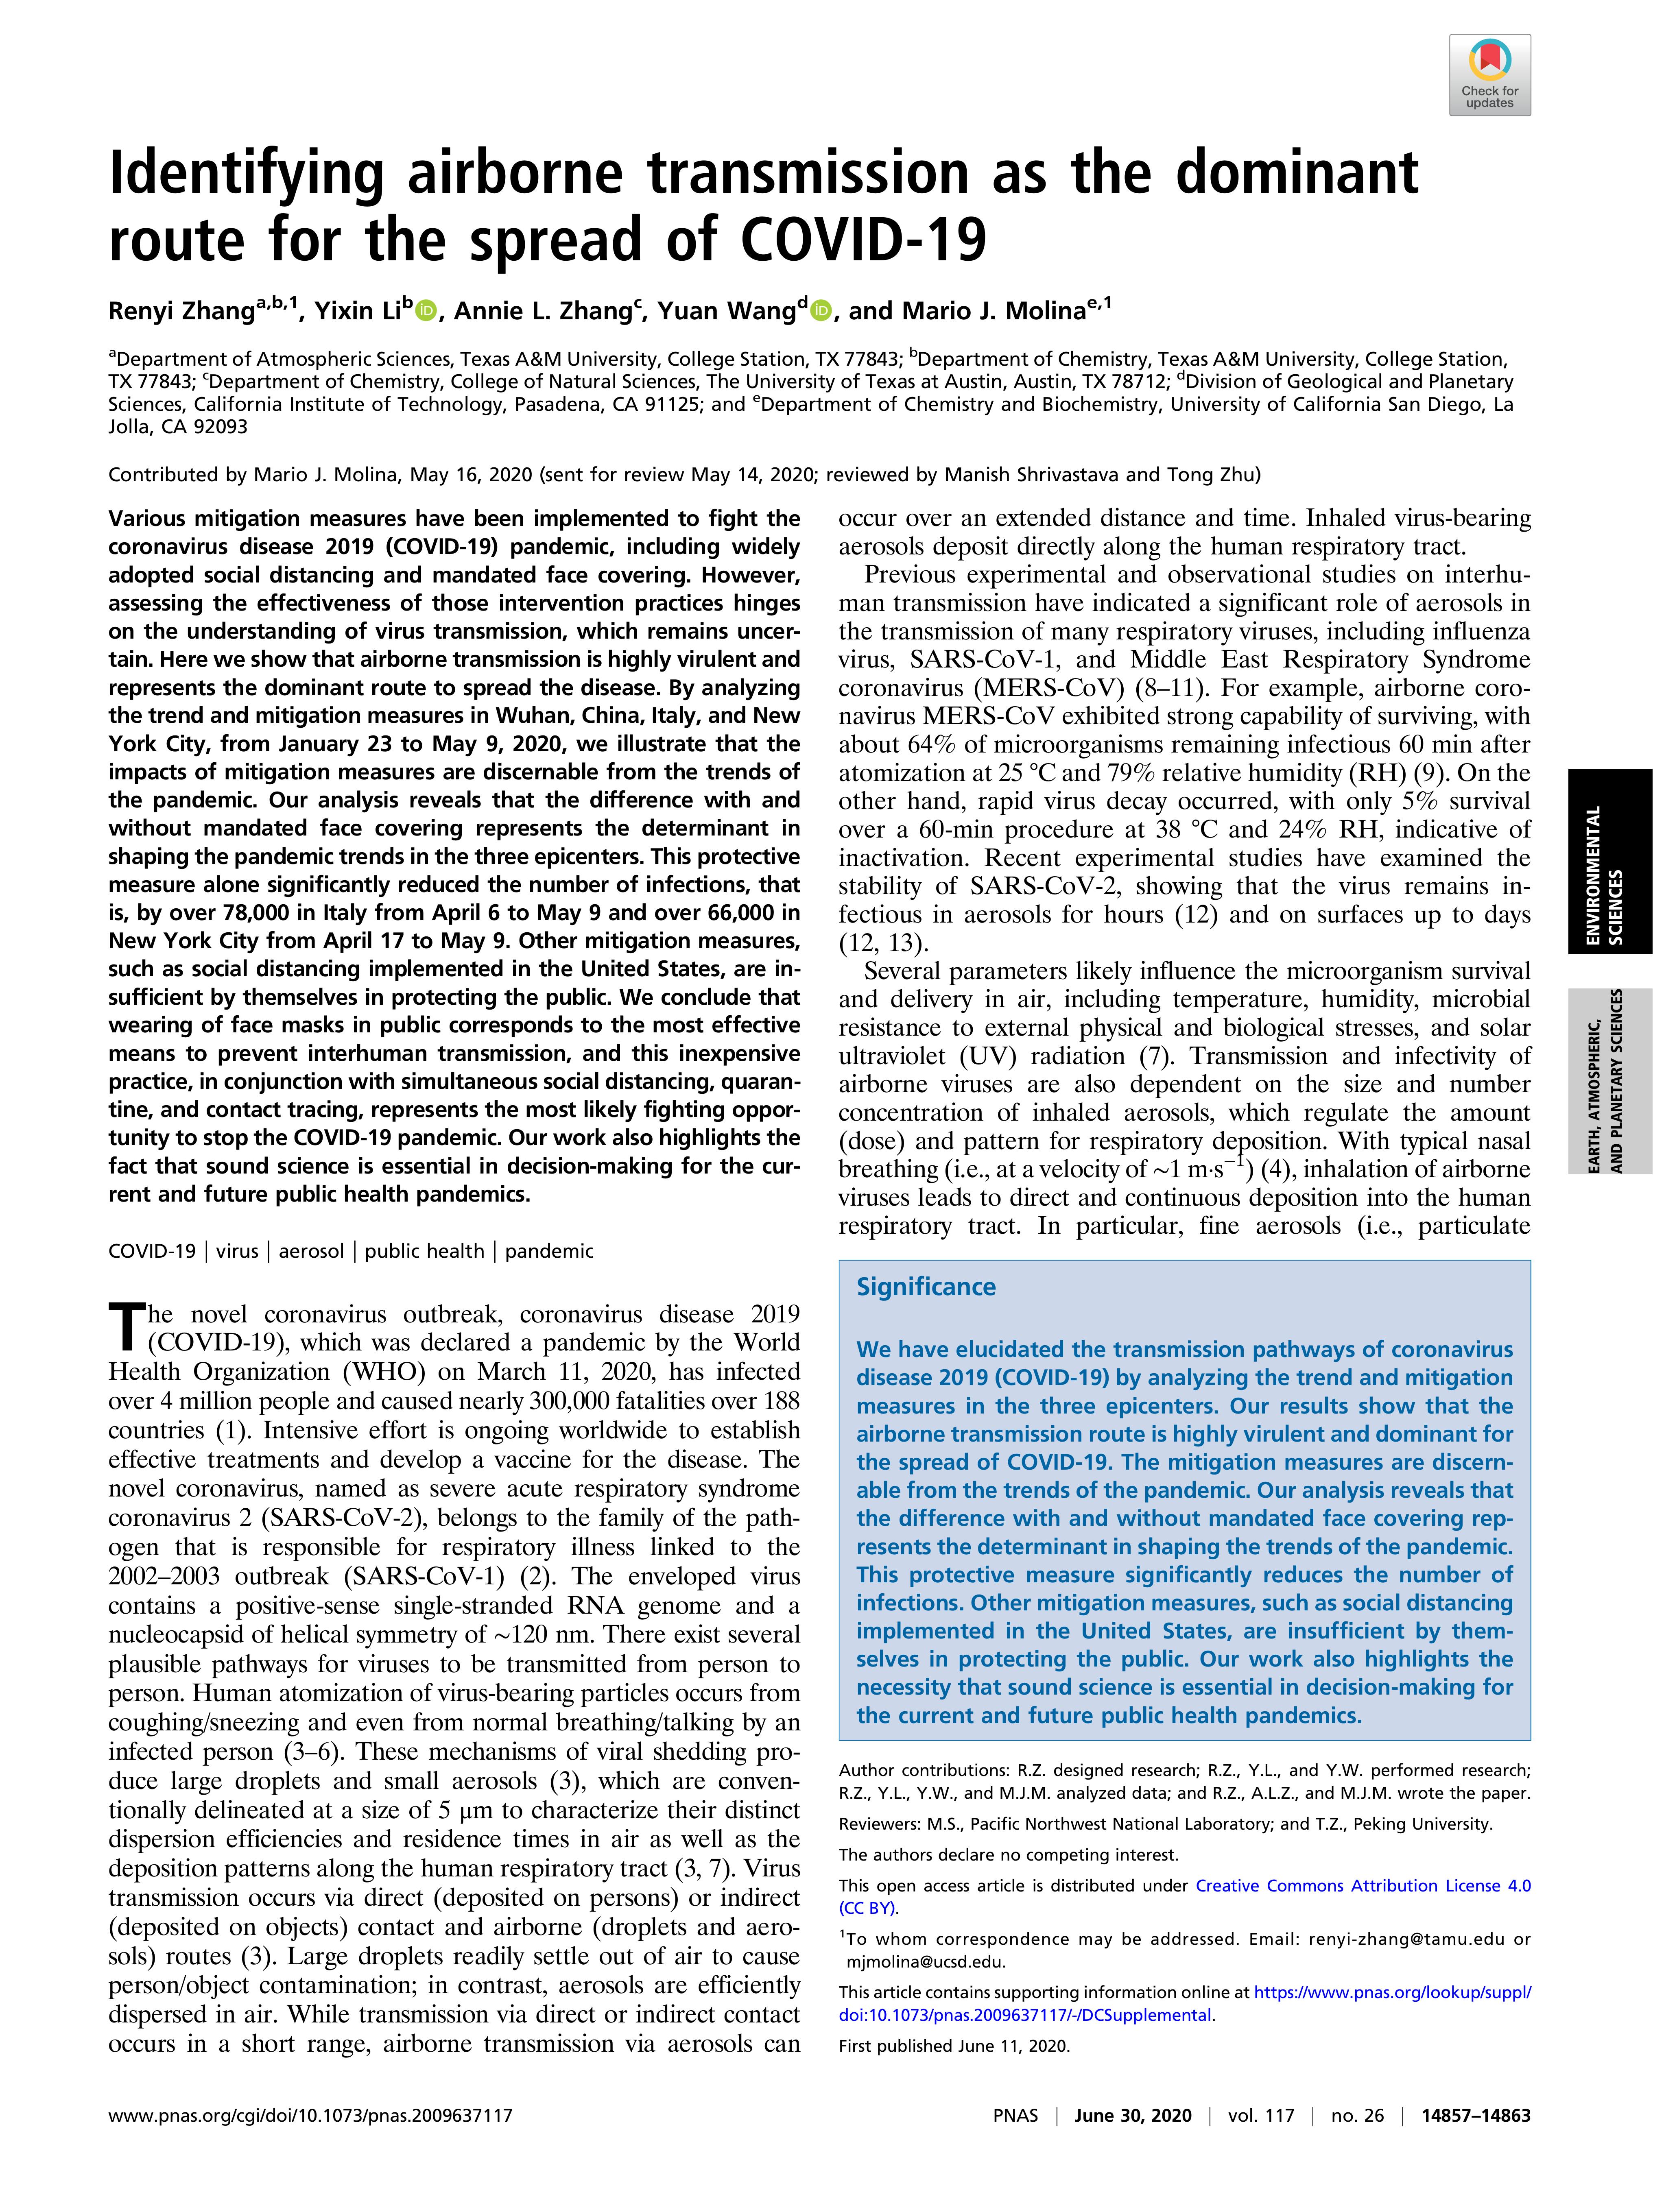 Check for
updates
Identifying airborne transmission as the dominant
route for the spread of COVID-19
Renyi Zhanga,b,1, Yixin Lib iD, Annie L. Zhangc, Yuan Wangd iD, and Mario J. Molinae,1
aDepartment of Atmospheric Sciences, Texas A&M University, College Station, TX 77843; bDepartment of Chemistry, Texas A&M University, College Station,
TX 77843; cDepartment of Chemistry, College of Natural Sciences, The University of Texas at Austin, Austin, TX 78712; dDivision of Geological and Planetary
Sciences, California Institute of Technology, Pasadena, CA 91125; and eDepartment of Chemistry and Biochemistry, University of California San Diego, La
Jolla, CA 92093
Contributed by Mario J. Molina, May 16, 2020 (sent for review May 14, 2020; reviewed by Manish Shrivastava and Tong Zhu)
Various mitigation measures have been implemented to fight the
coronavirus disease 2019 (COVID-19) pandemic, including widely
adopted social distancing and mandated face covering. However,
assessing the effectiveness of those intervention practices hinges
on the understanding of virus transmission, which remains uncer-
tain. Here we show that airborne transmission is highly virulent and
represents the dominant route to spread the disease. By analyzing
the trend and mitigation measures in Wuhan, China, Italy, and New
York City, from January 23 to May 9, 2020, we illustrate that the
impacts of mitigation measures are discernable from the trends of
the pandemic. Our analysis reveals that the difference with and
without mandated face covering represents the determinant in
shaping the pandemic trends in the three epicenters. This protective
measure alone significantly reduced the number of infections, that
is, by over 78,000 in Italy from April 6 to May 9 and over 66,000 in
New York City from April 17 to May 9. Other mitigation measures,
such as social distancing implemented in the United States, are in-
sufficient by themselves in protecting the public. We conclude that
wearing of face masks in public corresponds to the most effective
means to prevent interhuman transmission, and this inexpensive
practice, in conjunction with simultaneous social distancing, quaran-
tine, and contact tracing, represents the most likely fighting oppor-
tunity to stop the COVID-19 pandemic. Our work also highlights the
fact that sound science is essential in decision-making for the cur-
rent and future public health pandemics.
COVID-19 | virus | aerosol | public health | pandemic
The novel coronavirus outbreak, coronavirus disease 2019
(COVID-19), which was declared a pandemic by the World
Health Organization (WHO) on March 11, 2020, has infected
over 4 million people and caused nearly 300,000 fatalities over 188
countries (1). Intensive effort is ongoing worldwide to establish
effective treatments and develop a vaccine for the disease. The
novel coronavirus, named as severe acute respiratory syndrome
coronavirus 2 (SARS-CoV-2), belongs to the family of the path-
ogen that is responsible for respiratory illness linked to the
2002–2003 outbreak (SARS-CoV-1) (2). The enveloped virus
contains a positive-sense single-stranded RNA genome and a
nucleocapsid of helical symmetry of ~120 nm. There exist several
plausible pathways for viruses to be transmitted from person to
person. Human atomization of virus-bearing particles occurs from
coughing/sneezing and even from normal breathing/talking by an
infected person (3–6). These mechanisms of viral shedding pro-
duce large droplets and small aerosols (3), which are conven-
tionally delineated at a size of 5 μm to characterize their distinct
dispersion efficiencies and residence times in air as well as the
deposition patterns along the human respiratory tract (3, 7). Virus
transmission occurs via direct (deposited on persons) or indirect
(deposited on objects) contact and airborne (droplets and aero-
sols) routes (3). Large droplets readily settle out of air to cause
person/object contamination; in contrast, aerosols are efficiently
dispersed in air. While transmission via direct or indirect contact
occurs in a short range, airborne transmission via aerosols can
occur over an extended distance and time. Inhaled virus-bearing
aerosols deposit directly along the human respiratory tract.
Previous experimental and observational studies on interhu-
man transmission have indicated a significant role of aerosols in
the transmission of many respiratory viruses, including influenza
virus, SARS-CoV-1, and Middle East Respiratory Syndrome
coronavirus (MERS-CoV) (8–11). For example, airborne coro-
navirus MERS-CoV exhibited strong capability of surviving, with
about 64% of microorganisms remaining infectious 60 min after
atomization at 25 °C and 79% relative humidity (RH) (9). On the
other hand, rapid virus decay occurred, with only 5% survival
over a 60-min procedure at 38 °C and 24% RH, indicative of
inactivation. Recent experimental studies have examined the
stability of SARS-CoV-2, showing that the virus remains in-
fectious in aerosols for hours (12) and on surfaces up to days
(12, 13).
Several parameters likely influence the microorganism survival
and delivery in air, including temperature, humidity, microbial
resistance to external physical and biological stresses, and solar
ultraviolet (UV) radiation (7). Transmission and infectivity of
airborne viruses are also dependent on the size and number
concentration of inhaled aerosols, which regulate the amount
(dose) and pattern for respiratory deposition. With typical nasal
breathing (i.e., at a velocity of ~1 m·s−1) (4), inhalation of airborne
viruses leads to direct and continuous deposition into the human
respiratory tract. In particular, fine aerosols (i.e., particulate
Significance
We have elucidated the transmission pathways of coronavirus
disease 2019 (COVID-19) by analyzing the trend and mitigation
measures in the three epicenters. Our results show that the
airborne transmission route is highly virulent and dominant for
the spread of COVID-19. The mitigation measures are discern-
able from the trends of the pandemic. Our analysis reveals that
the difference with and without mandated face covering rep-
resents the determinant in shaping the trends of the pandemic.
This protective measure significantly reduces the number of
infections. Other mitigation measures, such as social distancing
implemented in the United States, are insufficient by them-
selves in protecting the public. Our work also highlights the
necessity that sound science is essential in decision-making for
the current and future public health pandemics.
Author contributions: R.Z. designed research; R.Z., Y.L., and Y.W. performed research;
R.Z., Y.L., Y.W., and M.J.M. analyzed data; and R.Z., A.L.Z., and M.J.M. wrote the paper.
Reviewers: M.S., Pacific Northwest National Laboratory; and T.Z., Peking University.
The authors declare no competing interest.
This open access article is distributed under Creative Commons Attribution License 4.0
(CC BY).
1To whom correspondence may be addressed. Email: renyi-zhang@tamu.edu or
mjmolina@ucsd.edu.
This article contains supporting information online at https://www.pnas.org/lookup/suppl/
doi:10.1073/pnas.2009637117/-/DCSupplemental.
First published June 11, 2020.
ENVIRONMENTAL
SCIENCES
EARTH, ATMOSPHERIC,
AND PLANETARY SCIENCES
www.pnas.org/cgi/doi/10.1073/pnas.2009637117
PNAS | June 30, 2020 | vol. 117 | no. 26 | 14857–14863